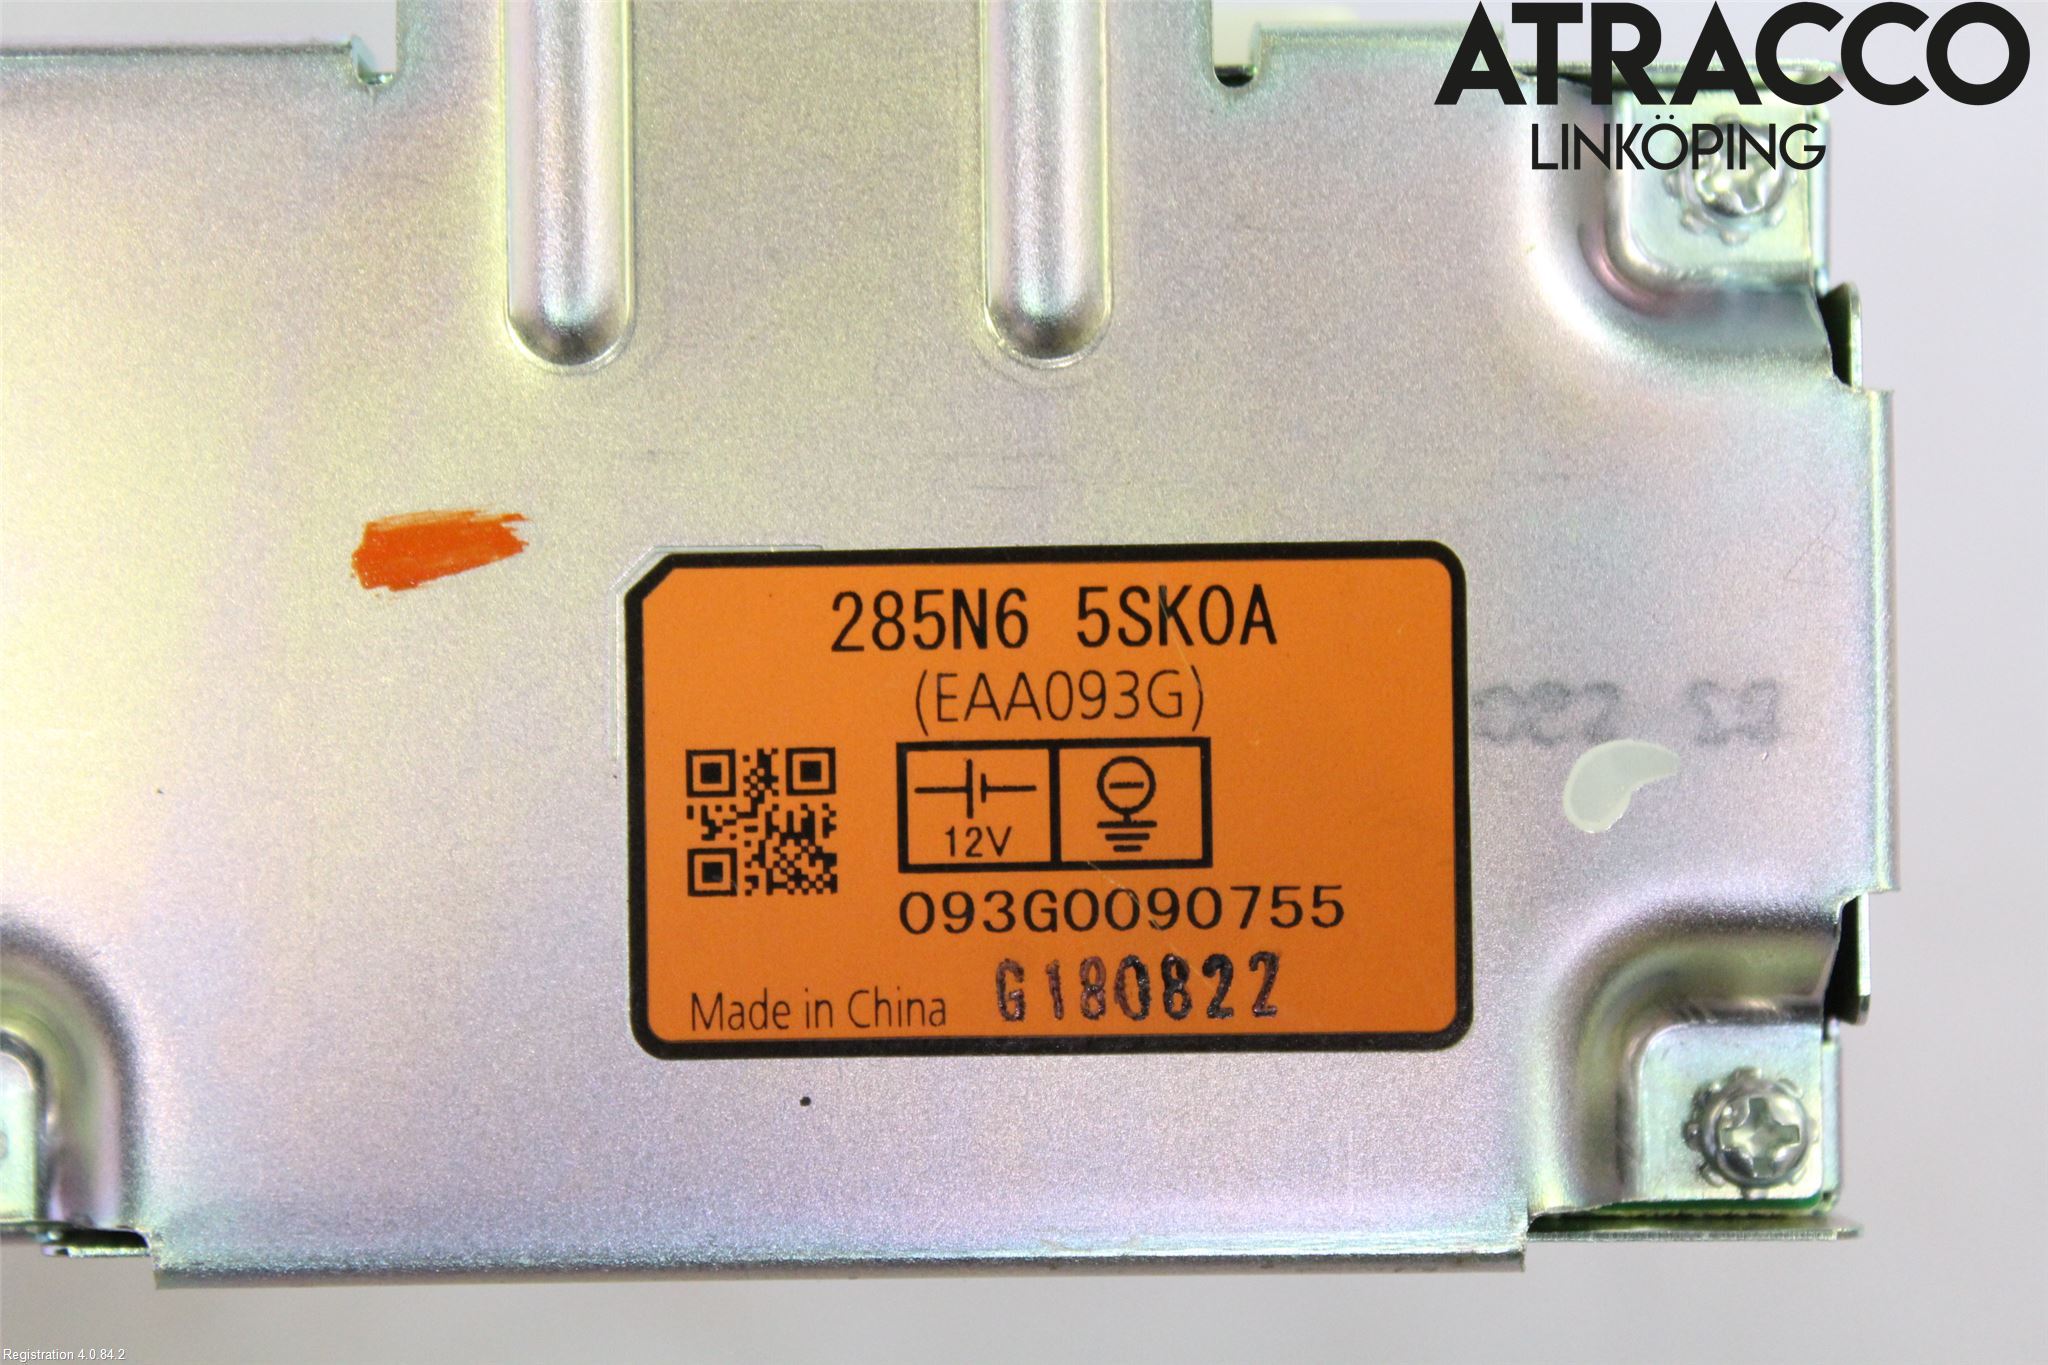 ATRACCO
LINKÖPING
285N6 5SK0A
(EAA093G)
12V
093G0090755
Made in China G180822
Registration 4.0.84.2